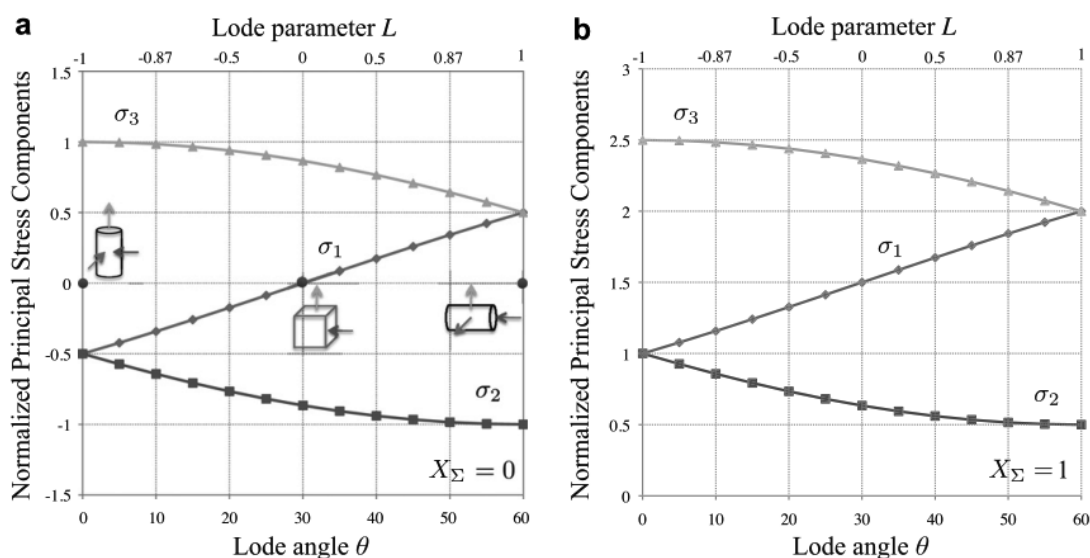 a
Lode parameter L
-1 -0.87 -0.5 0 0.5 0.87 1
Normalized Principal Stress Components
1.5
1
0.5
0
-0.5
-1
-1.5
σ3
σ1
σ2
XΣ = 0
0 10 20 30 40 50 60
Lode angle θ
b
Lode parameter L
-1 -0.87 -0.5 0 0.5 0.87 1
Normalized Principal Stress Components
3
2.5
2
1.5
1
0.5
0
σ3
σ1
σ2
XΣ = 1
0 10 20 30 40 50 60
Lode angle θ